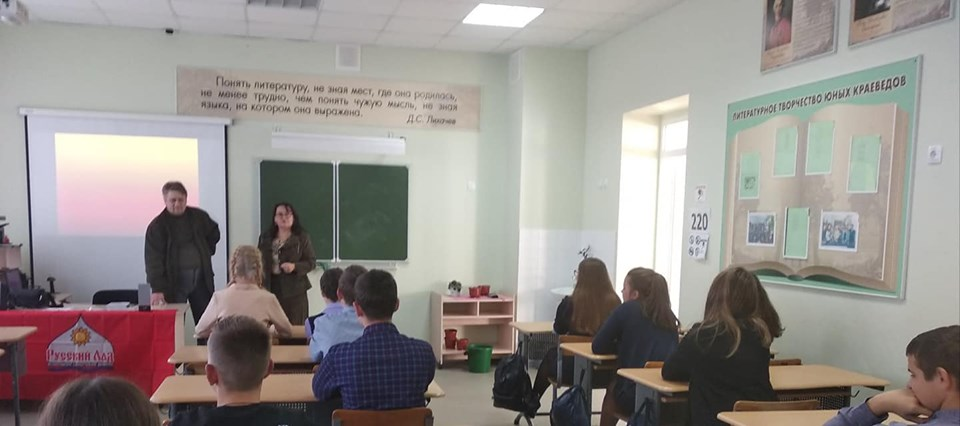 Понять литературу, не зная мест, где она родилась,
не менее трудно, чем понять чужую мысль, не зная
языка, на котором она выражена.
Д.С. Лихачев
ЛИТЕРАТУРНОЕ ТВОРЧЕСТВО ЮНЫХ КРАЕВЕДОВ
220
Русский Лад